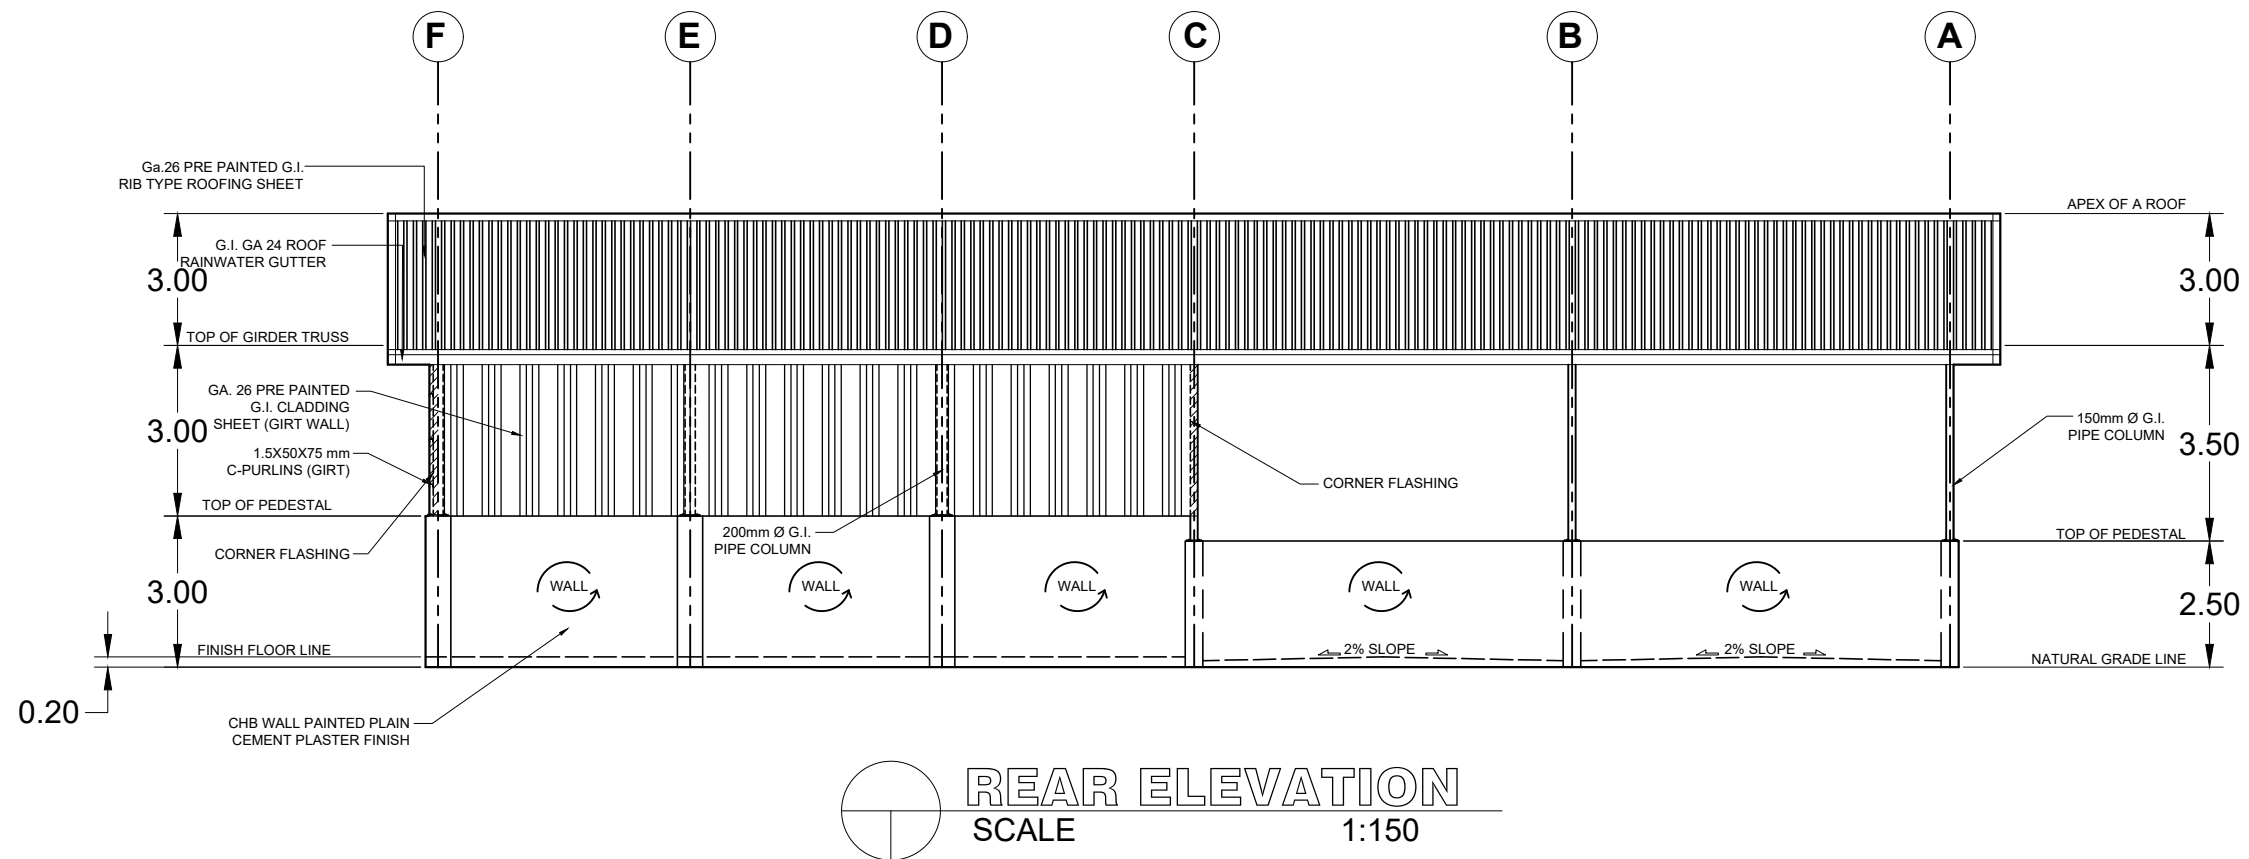 F E D C B A
Ga.26 PRE PAINTED G.I.
RIB TYPE ROOFING SHEET
APEX OF A ROOF
G.I. GA 24 ROOF
RAINWATER GUTTER
3.00
3.00
TOP OF GIRDER TRUSS
GA. 26 PRE PAINTED
G.I. CLADDING
SHEET (GIRT WALL)
3.00
150mm Ø G.I.
PIPE COLUMN
3.50
1.5X50X75 mm
C-PURLINS (GIRT)
CORNER FLASHING
TOP OF PEDESTAL
200mm Ø G.I.
PIPE COLUMN
TOP OF PEDESTAL
CORNER FLASHING
3.00
WALL WALL WALL WALL WALL
2.50
FINISH FLOOR LINE
2% SLOPE 2% SLOPE
NATURAL GRADE LINE
0.20
CHB WALL PAINTED PLAIN
CEMENT PLASTER FINISH
REAR ELEVATION
SCALE 1:150